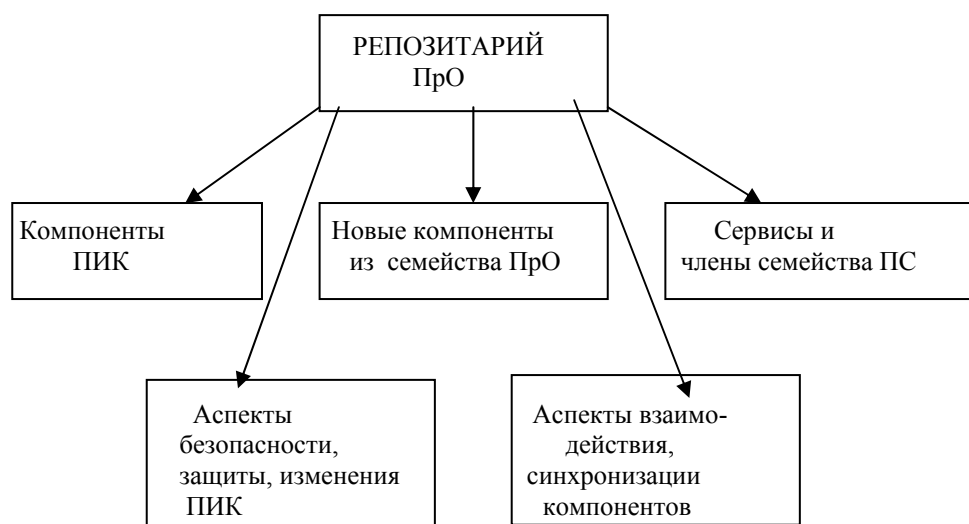 РЕПОЗИТАРИЙ
ПрО
Компоненты
ПИК
Новые компоненты
из семейства ПрО
Сервисы и
члены семейства ПС
Аспекты
безопасности,
защиты, изменения
ПИК
Аспекты взаимо-
действия,
синхронизации
компонентов